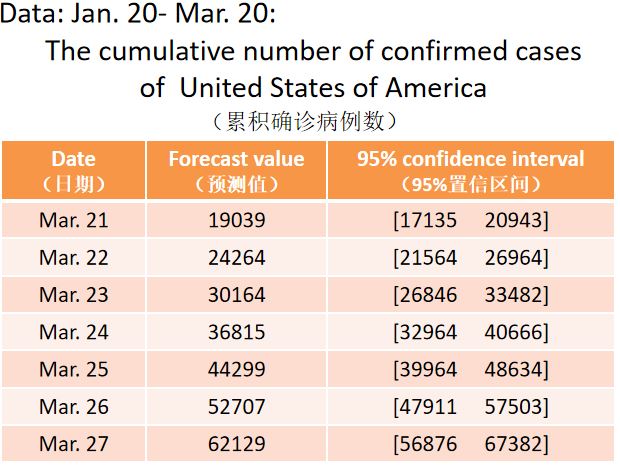 Data: Jan. 20- Mar. 20:
The cumulative number of confirmed cases
of United States of America
（累积确诊病例数）
Date Forecast value 95% confidence interval
（日期） （预测值） （95%置信区间）
Mar. 21 19039 [17135 20943]
Mar. 22 24264 [21564 26964]
Mar. 23 30164 [26846 33482]
Mar. 24 36815 [32964 40666]
Mar. 25 44299 [39964 48634]
Mar. 26 52707 [47911 57503]
Mar. 27 62129 [56876 67382]